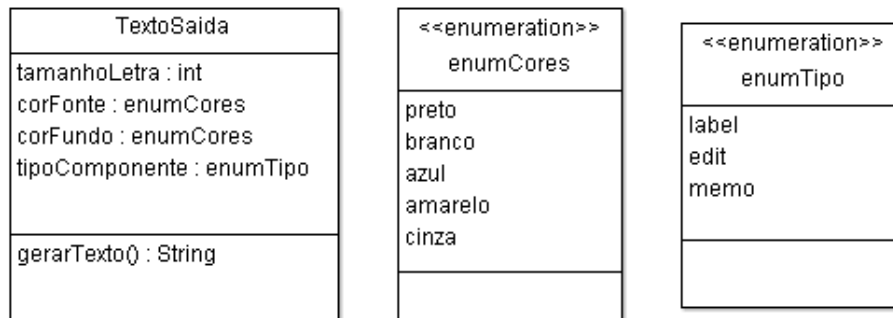 TextoSaida
tamanhoLetra : int
corFonte : enumCores
corFundo : enumCores
tipoComponente : enumTipo
gerarTexto() : String
<<enumeration>>
enumCores
preto
branco
azul
amarelo
cinza
<<enumeration>>
enumTipo
label
edit
memo